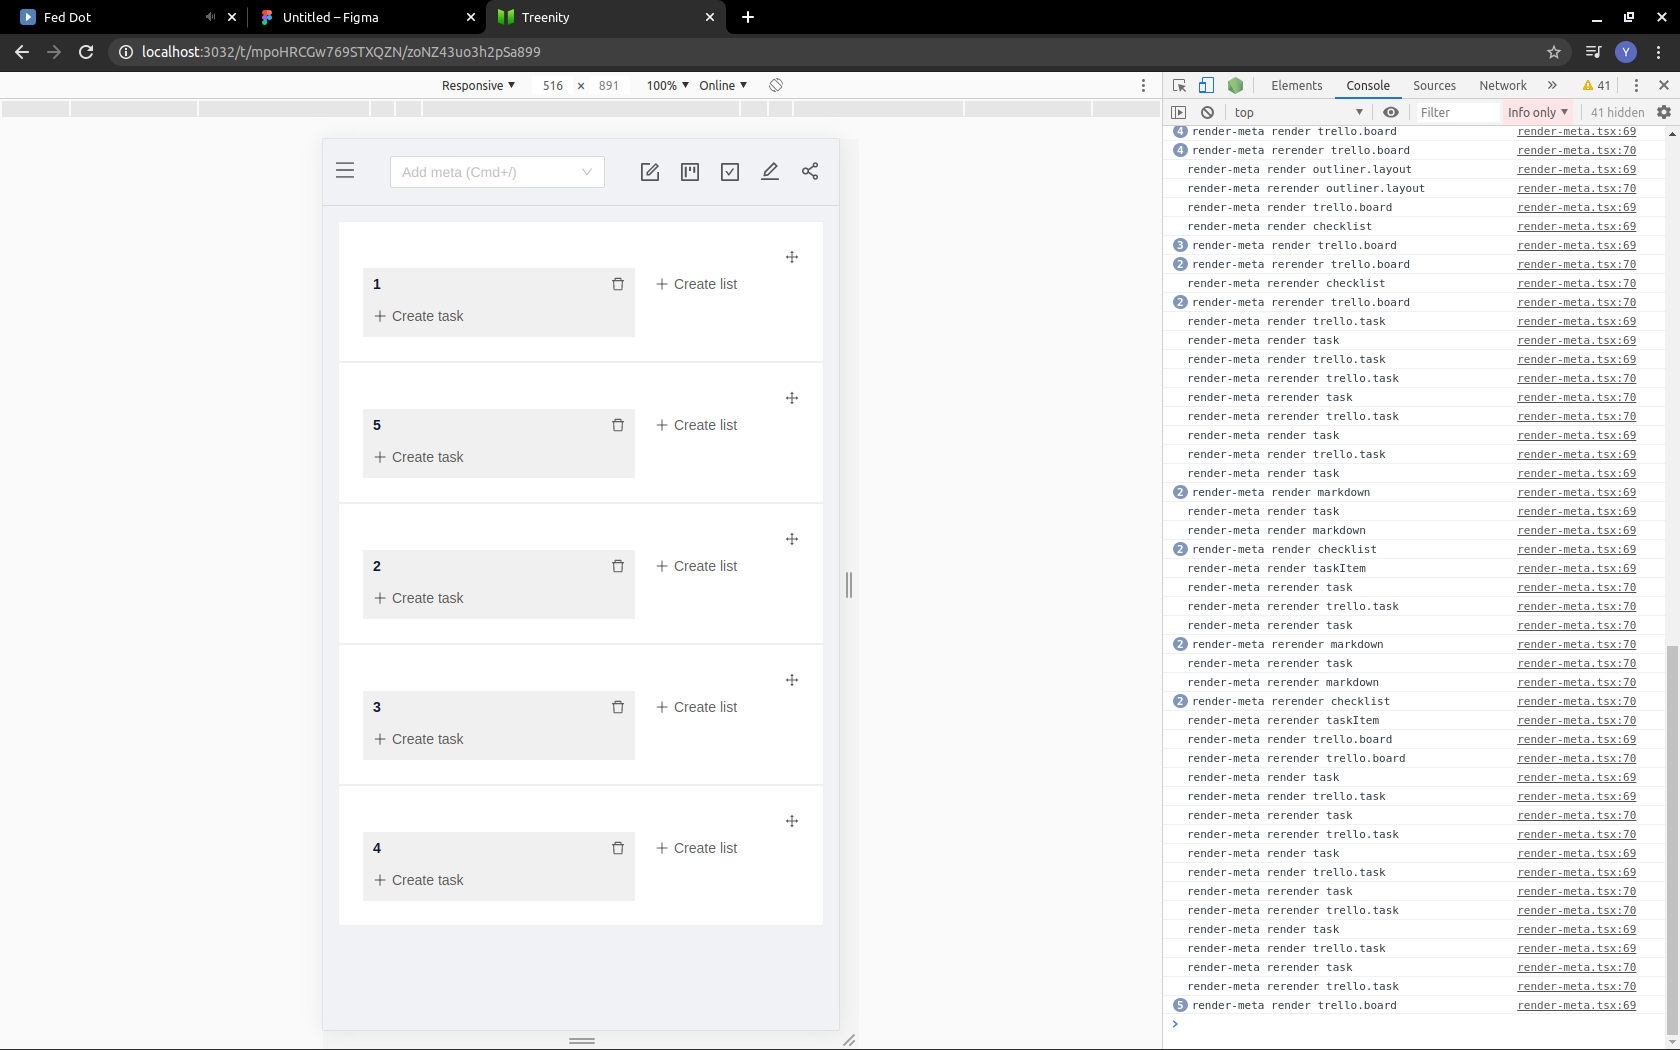 Fed Dot
Untitled – Figma
Treenity
localhost:3032/t/mpoHRCGw769STXQZN/zoNZ43uo3h2pSa899
Y
Responsive ▼ 516 × 891 100% ▼ Online ▼
Elements Console Sources Network » 41
top ▼ Filter Info only ▼ 41 hidden
Add meta (Cmd+/)
1
+ Create list
+ Create task
5
+ Create list
+ Create task
2
+ Create list
+ Create task
3
+ Create list
+ Create task
4
+ Create list
+ Create task
4 render-meta render trello.board render-meta.tsx:69
4 render-meta rerender trello.board render-meta.tsx:70
render-meta render outliner.layout render-meta.tsx:69
render-meta rerender outliner.layout render-meta.tsx:70
render-meta render trello.board render-meta.tsx:69
render-meta render checklist render-meta.tsx:69
3 render-meta render trello.board render-meta.tsx:69
2 render-meta rerender trello.board render-meta.tsx:70
render-meta rerender checklist render-meta.tsx:70
2 render-meta rerender trello.board render-meta.tsx:70
render-meta render trello.task render-meta.tsx:69
render-meta render task render-meta.tsx:69
render-meta render trello.task render-meta.tsx:69
render-meta rerender trello.task render-meta.tsx:70
render-meta rerender task render-meta.tsx:70
render-meta rerender trello.task render-meta.tsx:70
render-meta render task render-meta.tsx:69
render-meta render trello.task render-meta.tsx:69
render-meta render task render-meta.tsx:69
2 render-meta render markdown render-meta.tsx:69
render-meta render task render-meta.tsx:69
render-meta render markdown render-meta.tsx:69
2 render-meta render checklist render-meta.tsx:69
render-meta render taskItem render-meta.tsx:69
render-meta rerender task render-meta.tsx:70
render-meta rerender trello.task render-meta.tsx:70
render-meta rerender task render-meta.tsx:70
2 render-meta rerender markdown render-meta.tsx:70
render-meta rerender task render-meta.tsx:70
render-meta rerender markdown render-meta.tsx:70
2 render-meta rerender checklist render-meta.tsx:70
render-meta rerender taskItem render-meta.tsx:70
render-meta render trello.board render-meta.tsx:69
render-meta rerender trello.board render-meta.tsx:70
render-meta render task render-meta.tsx:69
render-meta render trello.task render-meta.tsx:69
render-meta rerender task render-meta.tsx:70
render-meta rerender trello.task render-meta.tsx:70
render-meta render task render-meta.tsx:69
render-meta render trello.task render-meta.tsx:69
render-meta rerender task render-meta.tsx:70
render-meta rerender trello.task render-meta.tsx:70
render-meta render task render-meta.tsx:69
render-meta render trello.task render-meta.tsx:69
render-meta rerender task render-meta.tsx:70
render-meta rerender trello.task render-meta.tsx:70
5 render-meta render trello.board render-meta.tsx:69